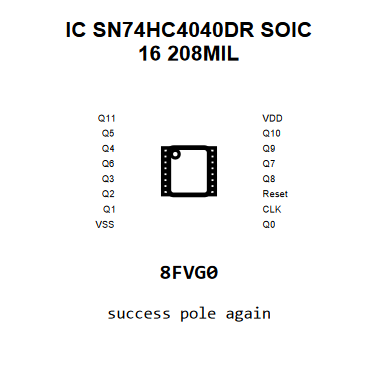 IC SN74HC4040DR SOIC
16 208MIL
Q11 VDD
Q5 Q10
Q4 Q9
Q6 Q7
Q3 Q8
Q2 Reset
Q1 CLK
VSS Q0
8FVG0
success pole again